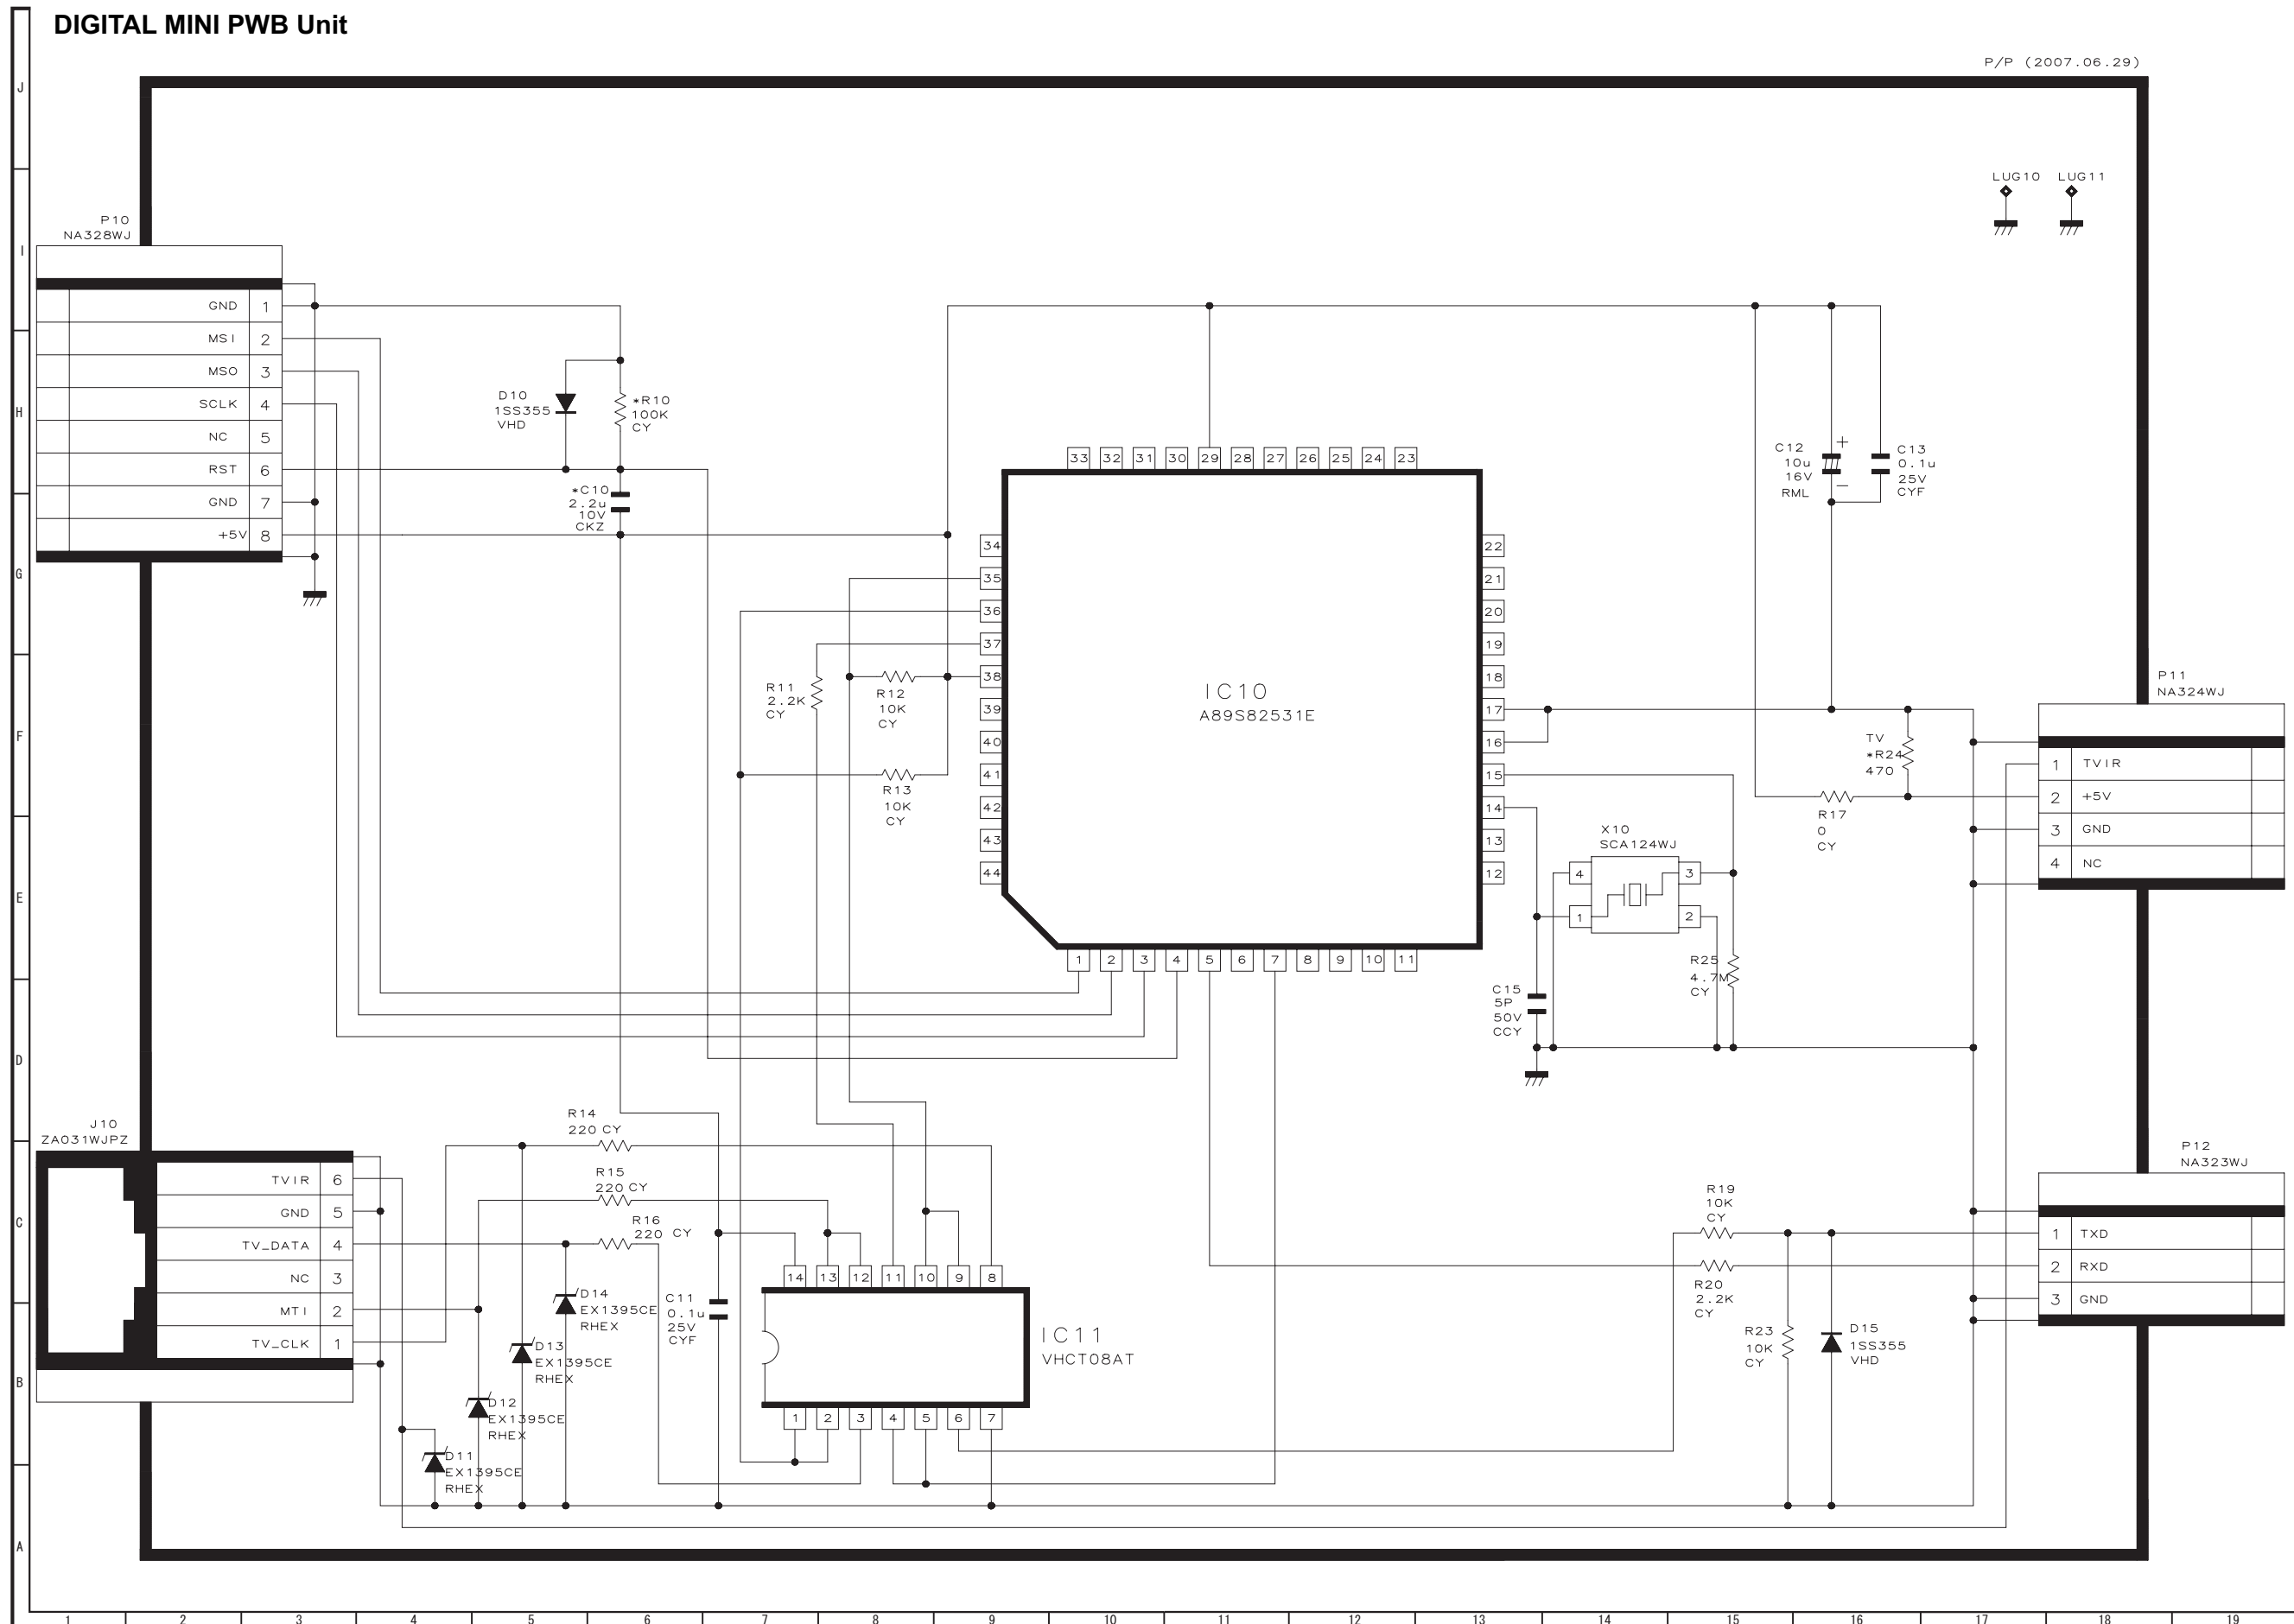 DIGITAL MINI PWB Unit
P/P (2007.06.29)
J
I
H
G
F
E
D
C
B
A
LUG10 LUG11
P10
NA328WJ
GND 1
MSI 2
MSO 3
SCLK 4
NC 5
RST 6
GND 7
+5V 8
D10
1SS355
VHD
*R10
100K
CY
*C10
2.2u
10V
CKZ
C12
10u
16V
RML
+
−
C13
0.1u
25V
CYF
33 32 31 30 29 28 27 26 25 24 23
34
35
36
37
38
39
40
41
42
43
44
22
21
20
19
18
17
16
15
14
13
12
IC10
A89S82531E
1 2 3 4 5 6 7 8 9 10 11
R11
2.2K
CY
R12
10K
CY
R13
10K
CY
TV
*R24
470
R17
0
CY
P11
NA324WJ
1 TVIR
2 +5V
3 GND
4 NC
X10
SCA124WJ
4 3
1 2
R25
4.7M
CY
C15
5P
50V
CCY
J10
ZA031WJPZ
TVIR 6
GND 5
TV_DATA 4
NC 3
MTI 2
TV_CLK 1
R14
220 CY
R15
220 CY
R16
220 CY
D14
EX1395CE
RHEX
D13
EX1395CE
RHEX
D12
EX1395CE
RHEX
D11
EX1395CE
RHEX
C11
0.1u
25V
CYF
14 13 12 11 10 9 8
IC11
VHCT08AT
1 2 3 4 5 6 7
R19
10K
CY
R20
2.2K
CY
R23
10K
CY
D15
1SS355
VHD
P12
NA323WJ
1 TXD
2 RXD
3 GND
1 2 3 4 5 6 7 8 9 10 11 12 13 14 15 16 17 18 19